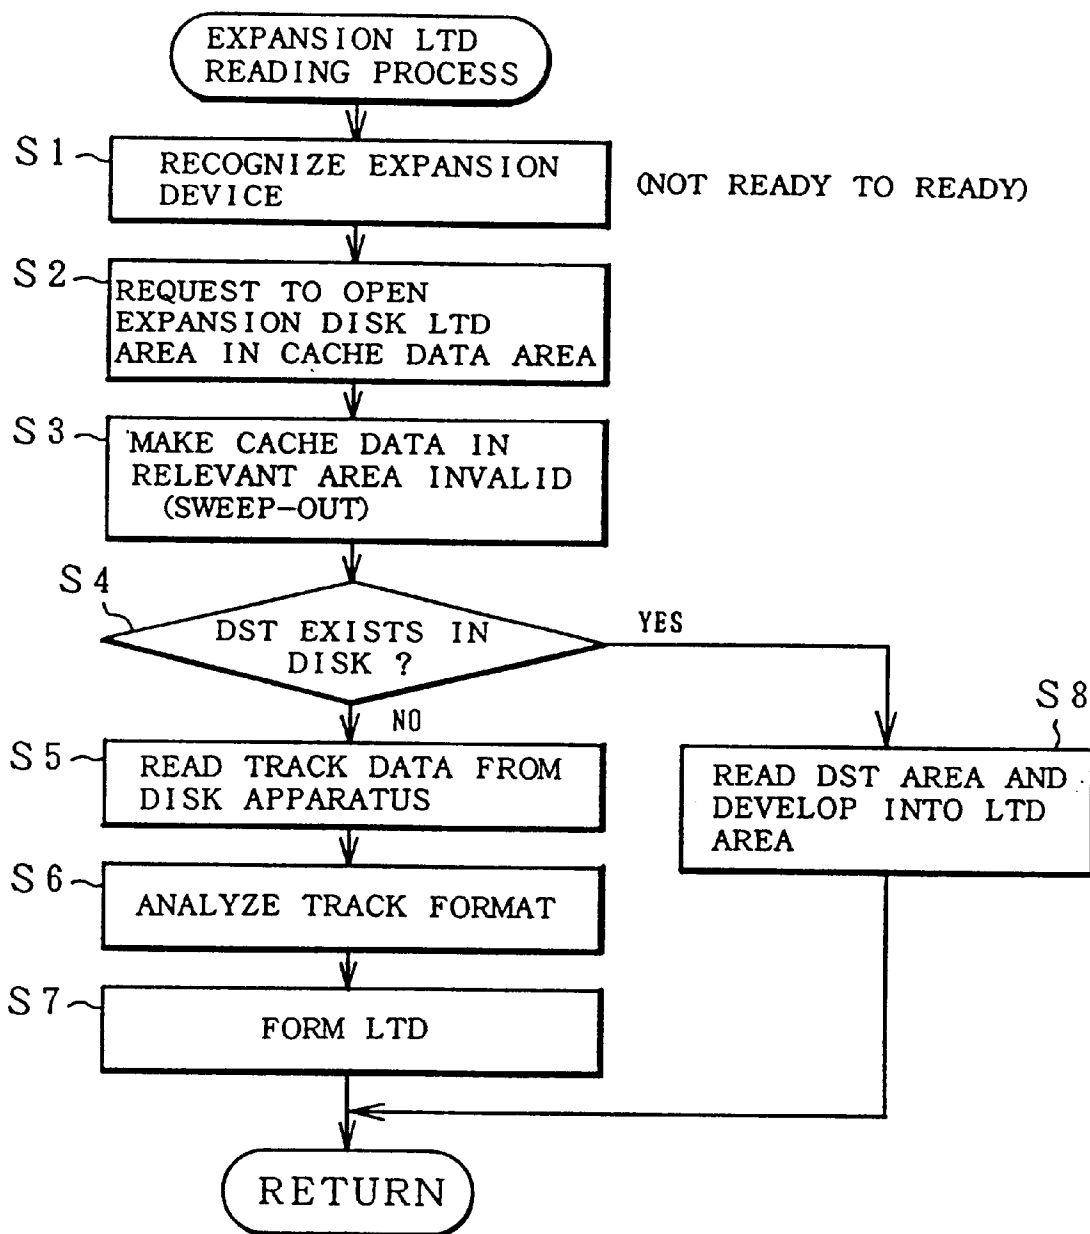 EXPANSION LTD
READING PROCESS
S1
RECOGNIZE EXPANSION
DEVICE
(NOT READY TO READY)
S2
REQUEST TO OPEN
EXPANSION DISK LTD
AREA IN CACHE DATA AREA
S3
MAKE CACHE DATA IN
RELEVANT AREA INVALID
(SWEEP-OUT)
S4
DST EXISTS IN
DISK ?
YES
NO
S5
READ TRACK DATA FROM
DISK APPARATUS
S8
READ DST AREA AND
DEVELOP INTO LTD
AREA
S6
ANALYZE TRACK FORMAT
S7
FORM LTD
RETURN